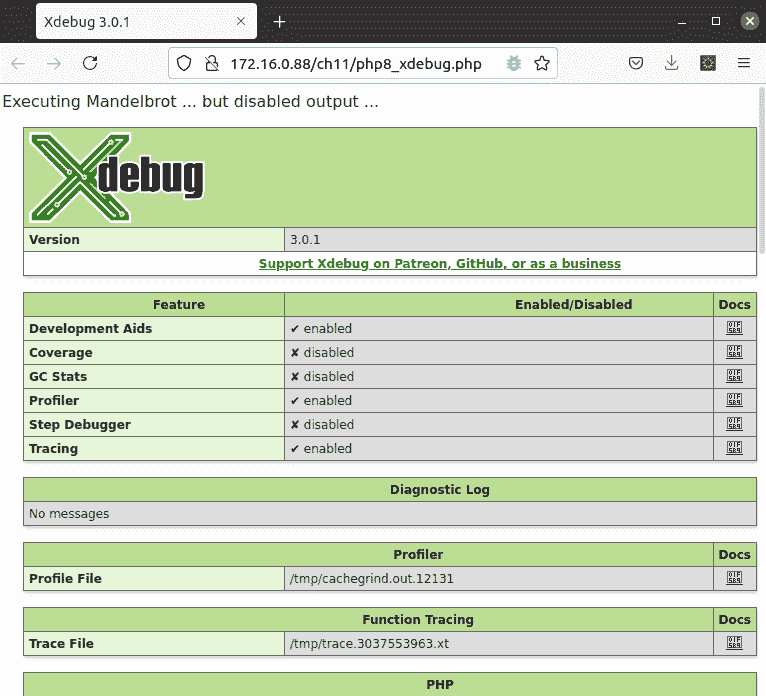 Xdebug 3.0.1
172.16.0.88/ch11/php8_xdebug.php
Executing Mandelbrot ... but disabled output ...
Xdebug
Version 3.0.1
Support Xdebug on Patreon, GitHub, or as a business
Feature Enabled/Disabled Docs
Development Aids ✔ enabled
Coverage ✘ disabled
GC Stats ✘ disabled
Profiler ✔ enabled
Step Debugger ✘ disabled
Tracing ✔ enabled
Diagnostic Log
No messages
Profiler Docs
Profile File /tmp/cachegrind.out.12131
Function Tracing Docs
Trace File /tmp/trace.3037553963.xt
PHP